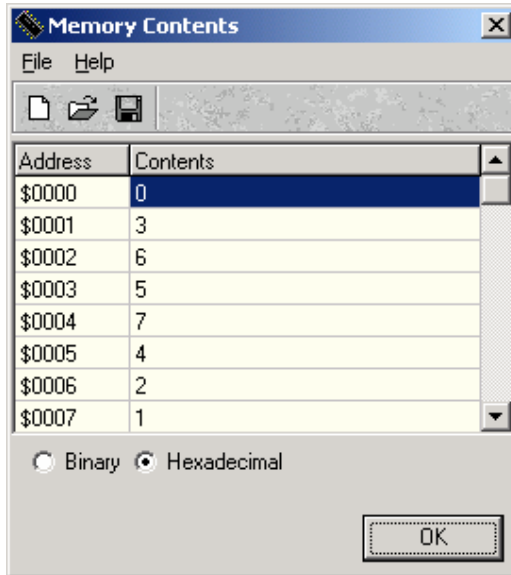 Memory Contents
File Help
Address Contents
$0000 0
$0001 3
$0002 6
$0003 5
$0004 7
$0005 4
$0006 2
$0007 1
Binary Hexadecimal
OK